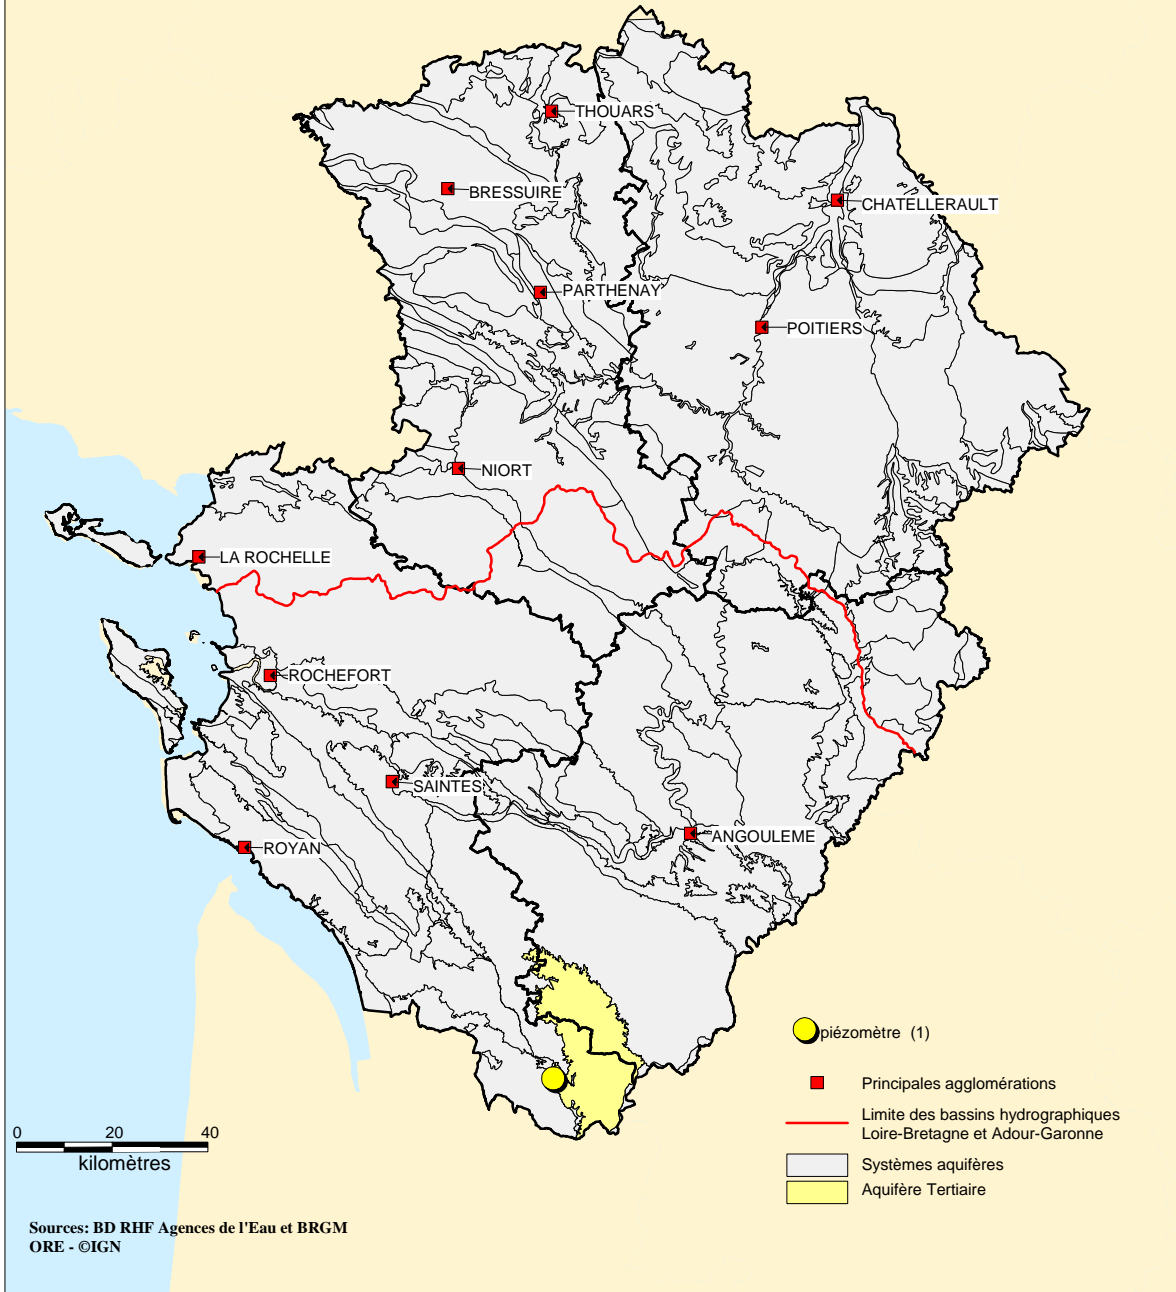 THOUARS
BRESSUIRE
CHATELLERAULT
PARTHENAY
POITIERS
NIORT
LA ROCHELLE
ROCHEFORT
SAINTES
ANGOULEME
ROYAN
piézomètre (1)
Principales agglomérations
Limite des bassins hydrographiques
Loire-Bretagne et Adour-Garonne
Systèmes aquifères
Aquifère Tertiaire
0 20 40
kilomètres
Sources: BD RHF Agences de l'Eau et BRGM
ORE - ©IGN